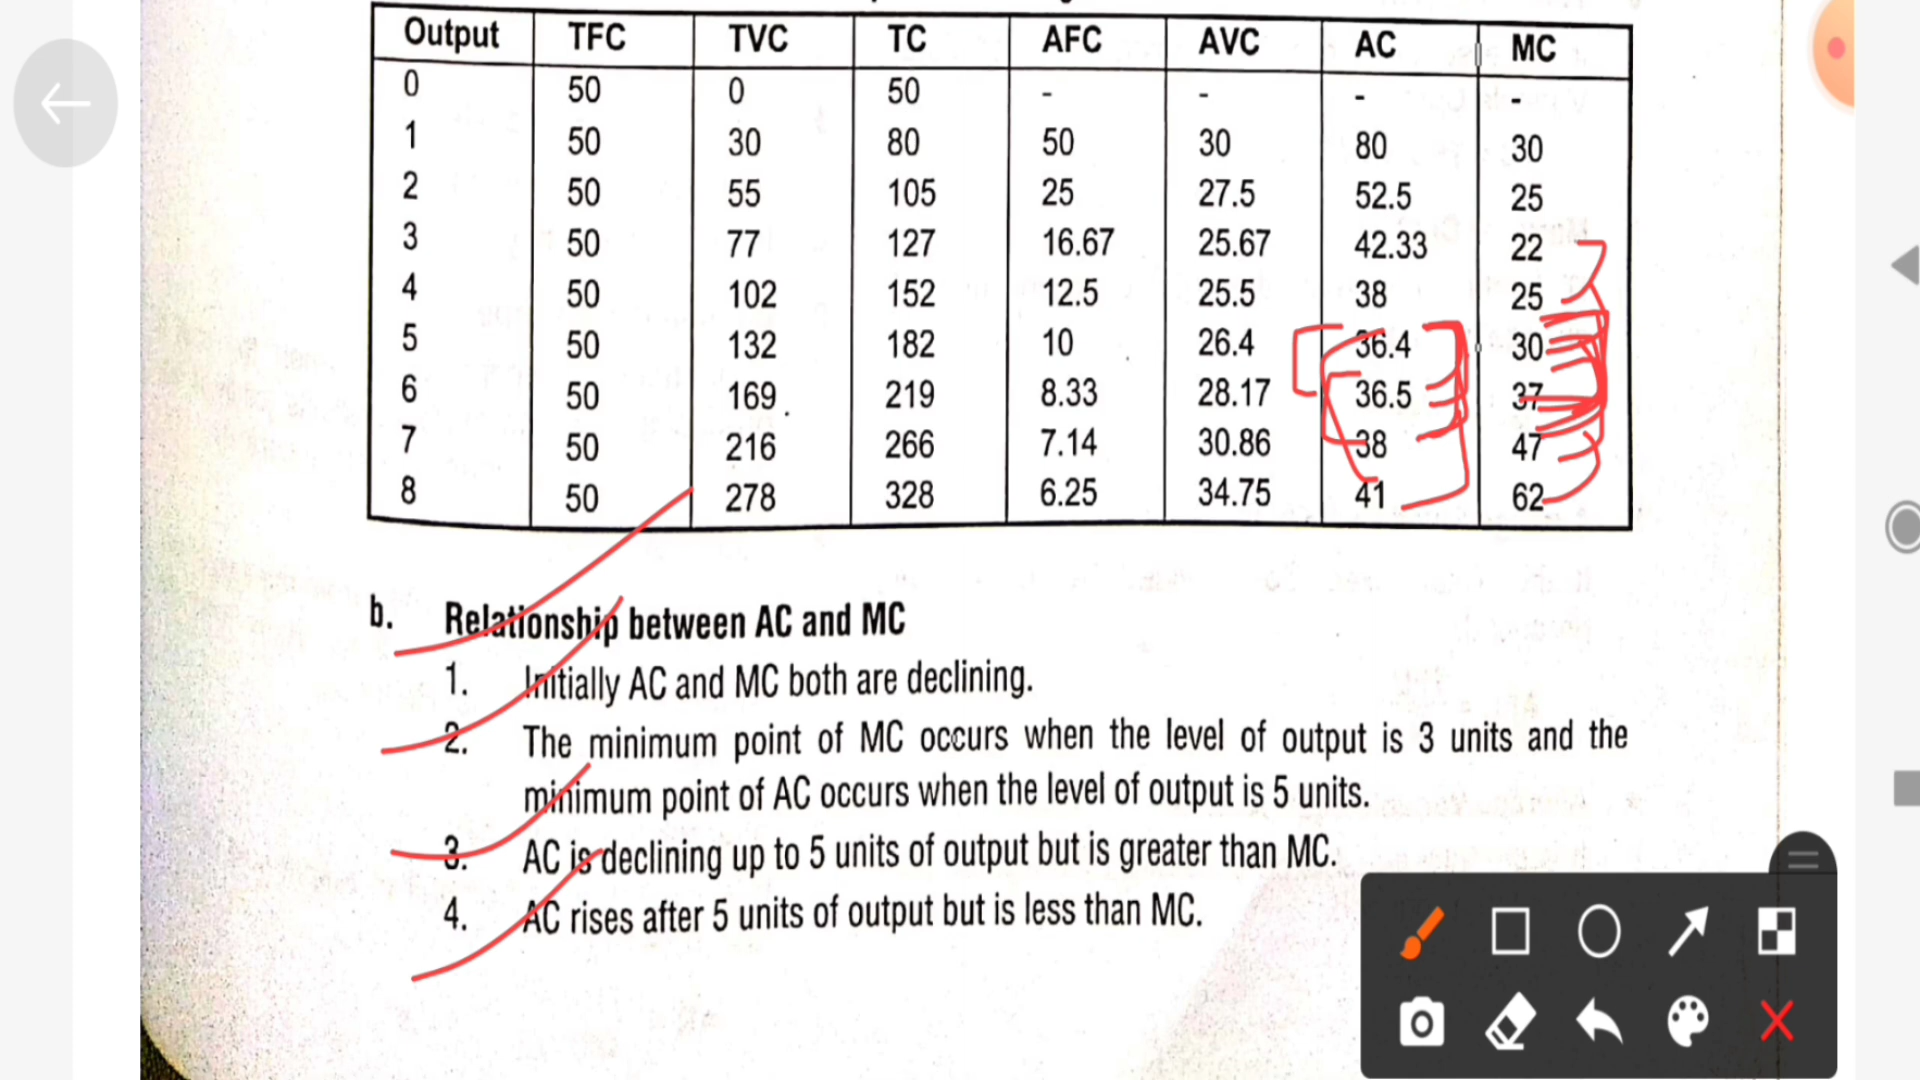 Output TFC TVC TC AFC AVC AC MC
0 50 0 50 - - - -
1 50 30 80 50 30 80 30
2 50 55 105 25 27.5 52.5 25
3 50 77 127 16.67 25.67 42.33 22
4 50 102 152 12.5 25.5 38 25
5 50 132 182 10 26.4 36.4 30
6 50 169 219 8.33 28.17 36.5 37
7 50 216 266 7.14 30.86 38 47
8 50 278 328 6.25 34.75 41 62
b. Relationship between AC and MC
1. Initially AC and MC both are declining.
2. The minimum point of MC occurs when the level of output is 3 units and the
minimum point of AC occurs when the level of output is 5 units.
3. AC is declining up to 5 units of output but is greater than MC.
4. AC rises after 5 units of output but is less than MC.